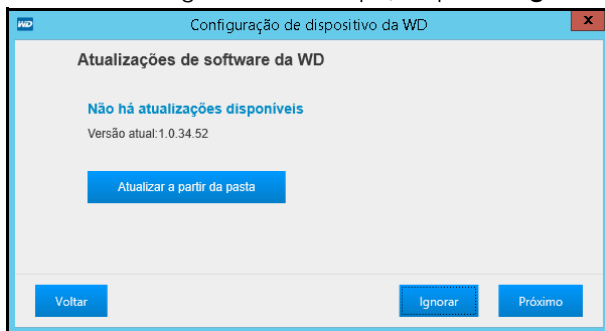 WD
Configuração de dispositivo da WD
X
Atualizações de software da WD
Não há atualizações disponíveis
Versão atual:1.0.34.52
Atualizar a partir da pasta
Voltar
Ignorar
Próximo